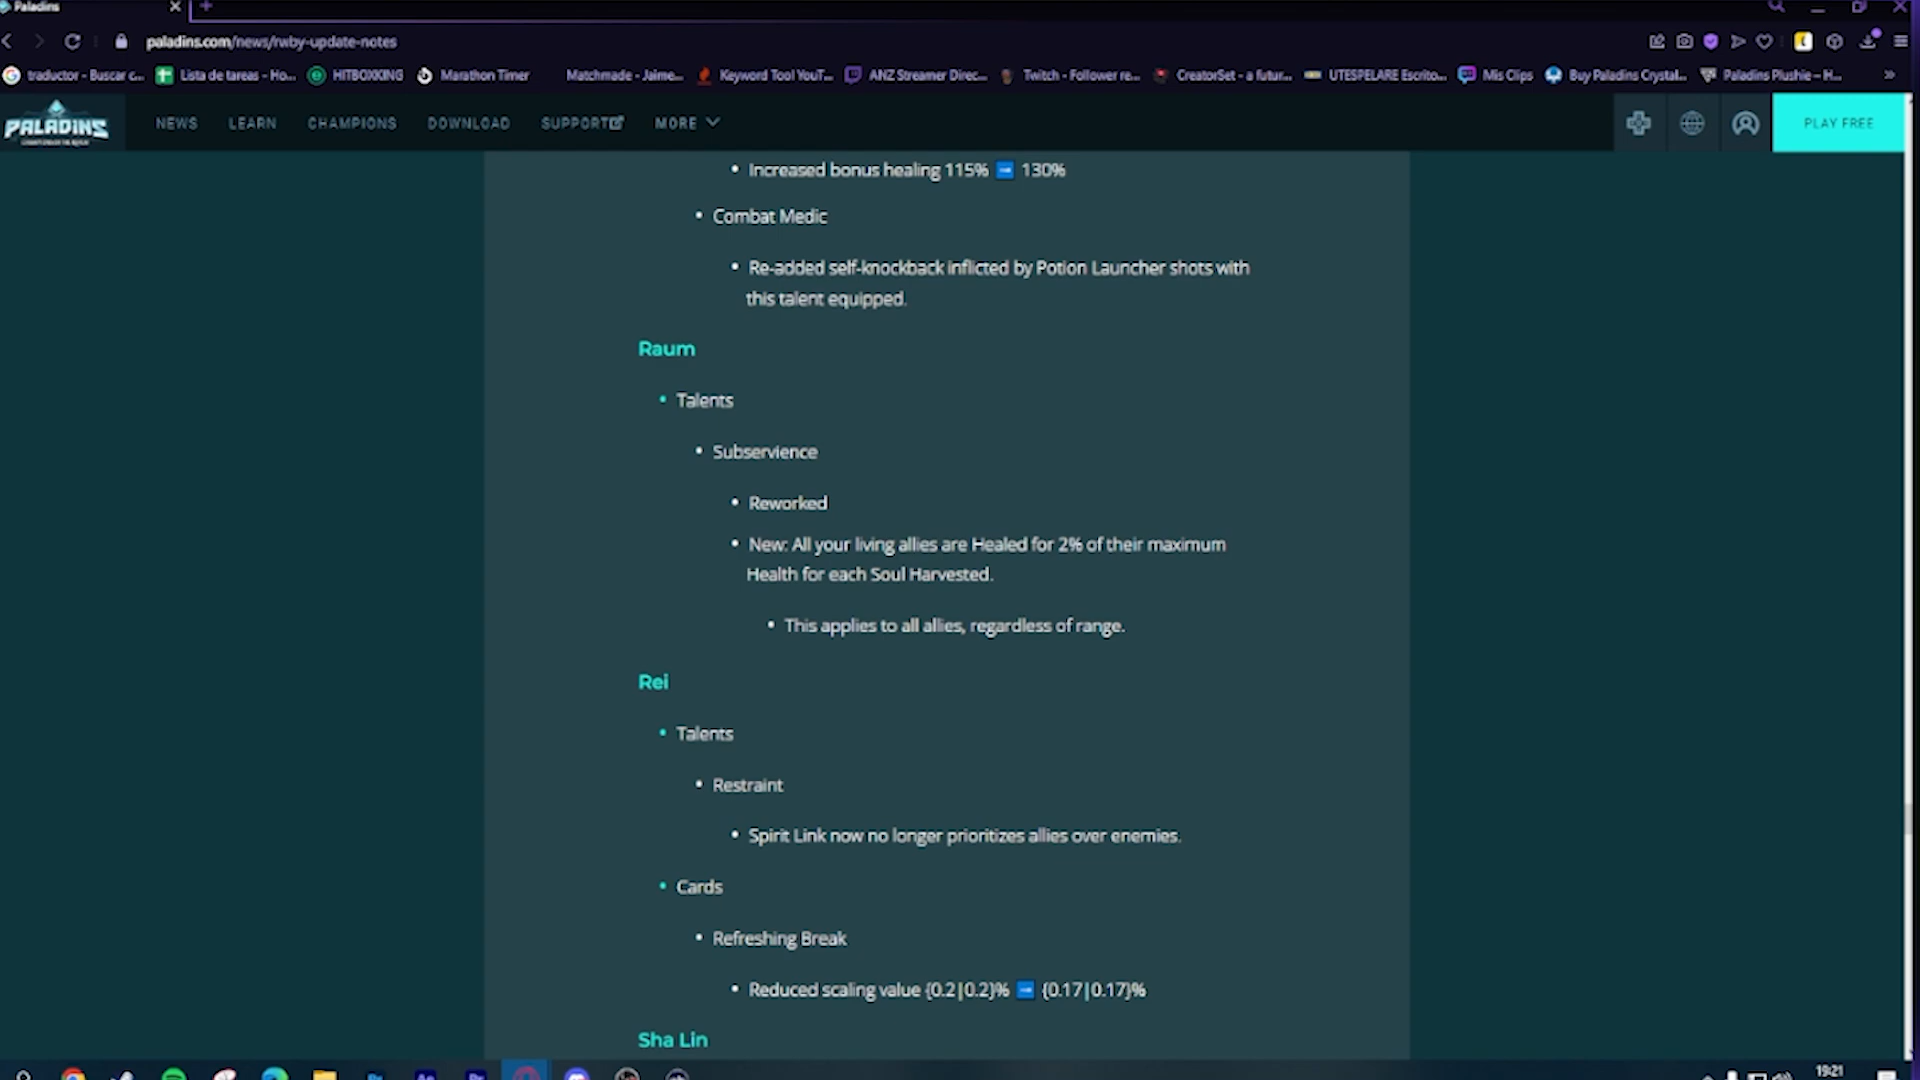 Paladins
paladins.com/news/rwby-update-notes
traductor - Buscar c... Lista de tareas - Ho... HITBOXKING Marathon Timer Matchmade - Jaime... Keyword Tool YouT... ANZ Streamer Direc... Twitch - Follower re... CreatorSet - a futur... UTESPELARE Escrito... Mis Clips Buy Paladins Crystal... Paladins Plushie – H... »
PALADINS NEWS LEARN CHAMPIONS DOWNLOAD SUPPORT MORE PLAY FREE
• Increased bonus healing 115% ➡ 130%
• Combat Medic
• Re-added self-knockback inflicted by Potion Launcher shots with
this talent equipped.
Raum
• Talents
• Subservience
• Reworked
• New: All your living allies are Healed for 2% of their maximum
Health for each Soul Harvested.
• This applies to all allies, regardless of range.
Rei
• Talents
• Restraint
• Spirit Link now no longer prioritizes allies over enemies.
• Cards
• Refreshing Break
• Reduced scaling value {0.2|0.2}% ➡ {0.17|0.17}%
Sha Lin
19:21